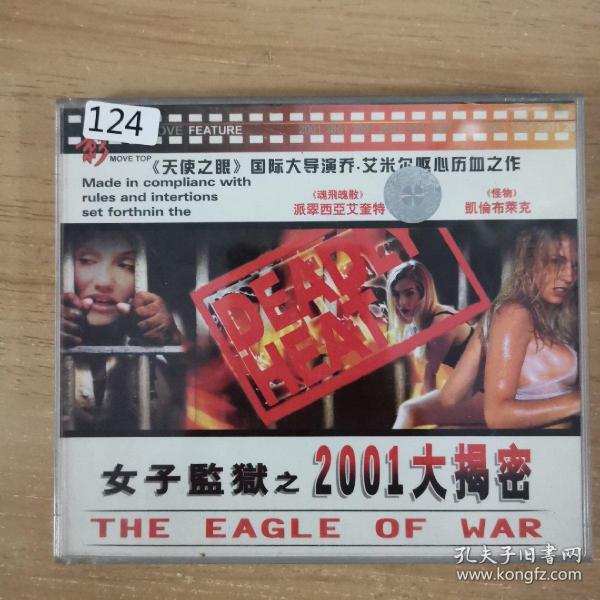 124
MOVE FEATURE
MOVE TOP
《天使之眼》国际大导演乔·艾米尔呕心历血之作
Made in complianc with
rules and intertions
set forthnin the
《魂飛魄散》
派翠西亞艾奎特
《怪物》
凱倫布萊克
DEADLY
HEAT
女子監獄之 2001大揭密
THE EAGLE OF WAR
孔夫子旧书网
www.kongfz.com